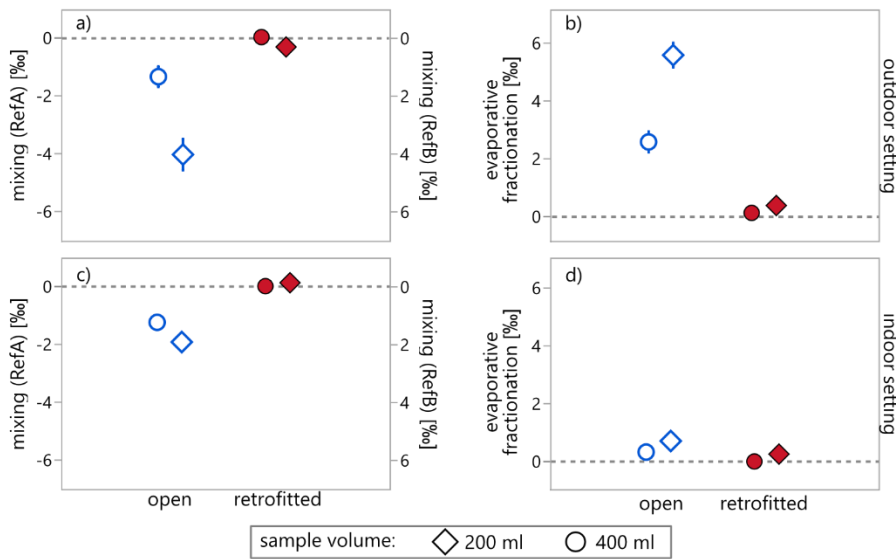 a)
0
-2
-4
-6
mixing (RefA) [‰]
0
2
4
6
mixing (RefB) [‰]
b)
6
4
2
0
evaporative
fractionation [‰]
outdoor setting
c)
0
-2
-4
-6
mixing (RefA) [‰]
0
2
4
6
mixing (RefB) [‰]
open
retrofitted
d)
6
4
2
0
evaporative
fractionation [‰]
indoor setting
open
retrofitted
sample volume: 200 ml 400 ml